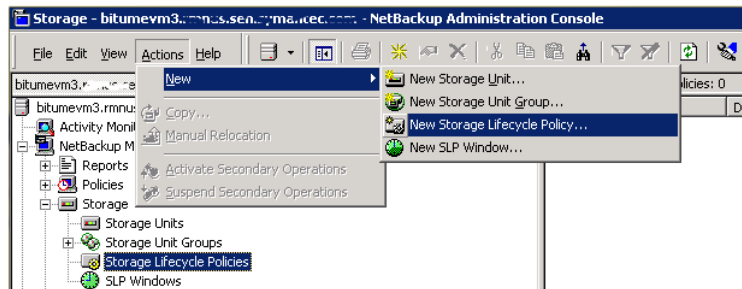 Storage - bitumevm3. - NetBackup Administration Console
File Edit View Actions Help
bitumevm3. licies: 0
New
New Storage Unit...
bitumevm3.rmnus D
Copy...
New Storage Unit Group...
Activity Moni
Manual Relocation
New Storage Lifecycle Policy...
NetBackup M
New SLP Window...
Reports
Activate Secondary Operations
Policies
Suspend Secondary Operations
Storage
Storage Units
Storage Unit Groups
Storage Lifecycle Policies
SLP Windows